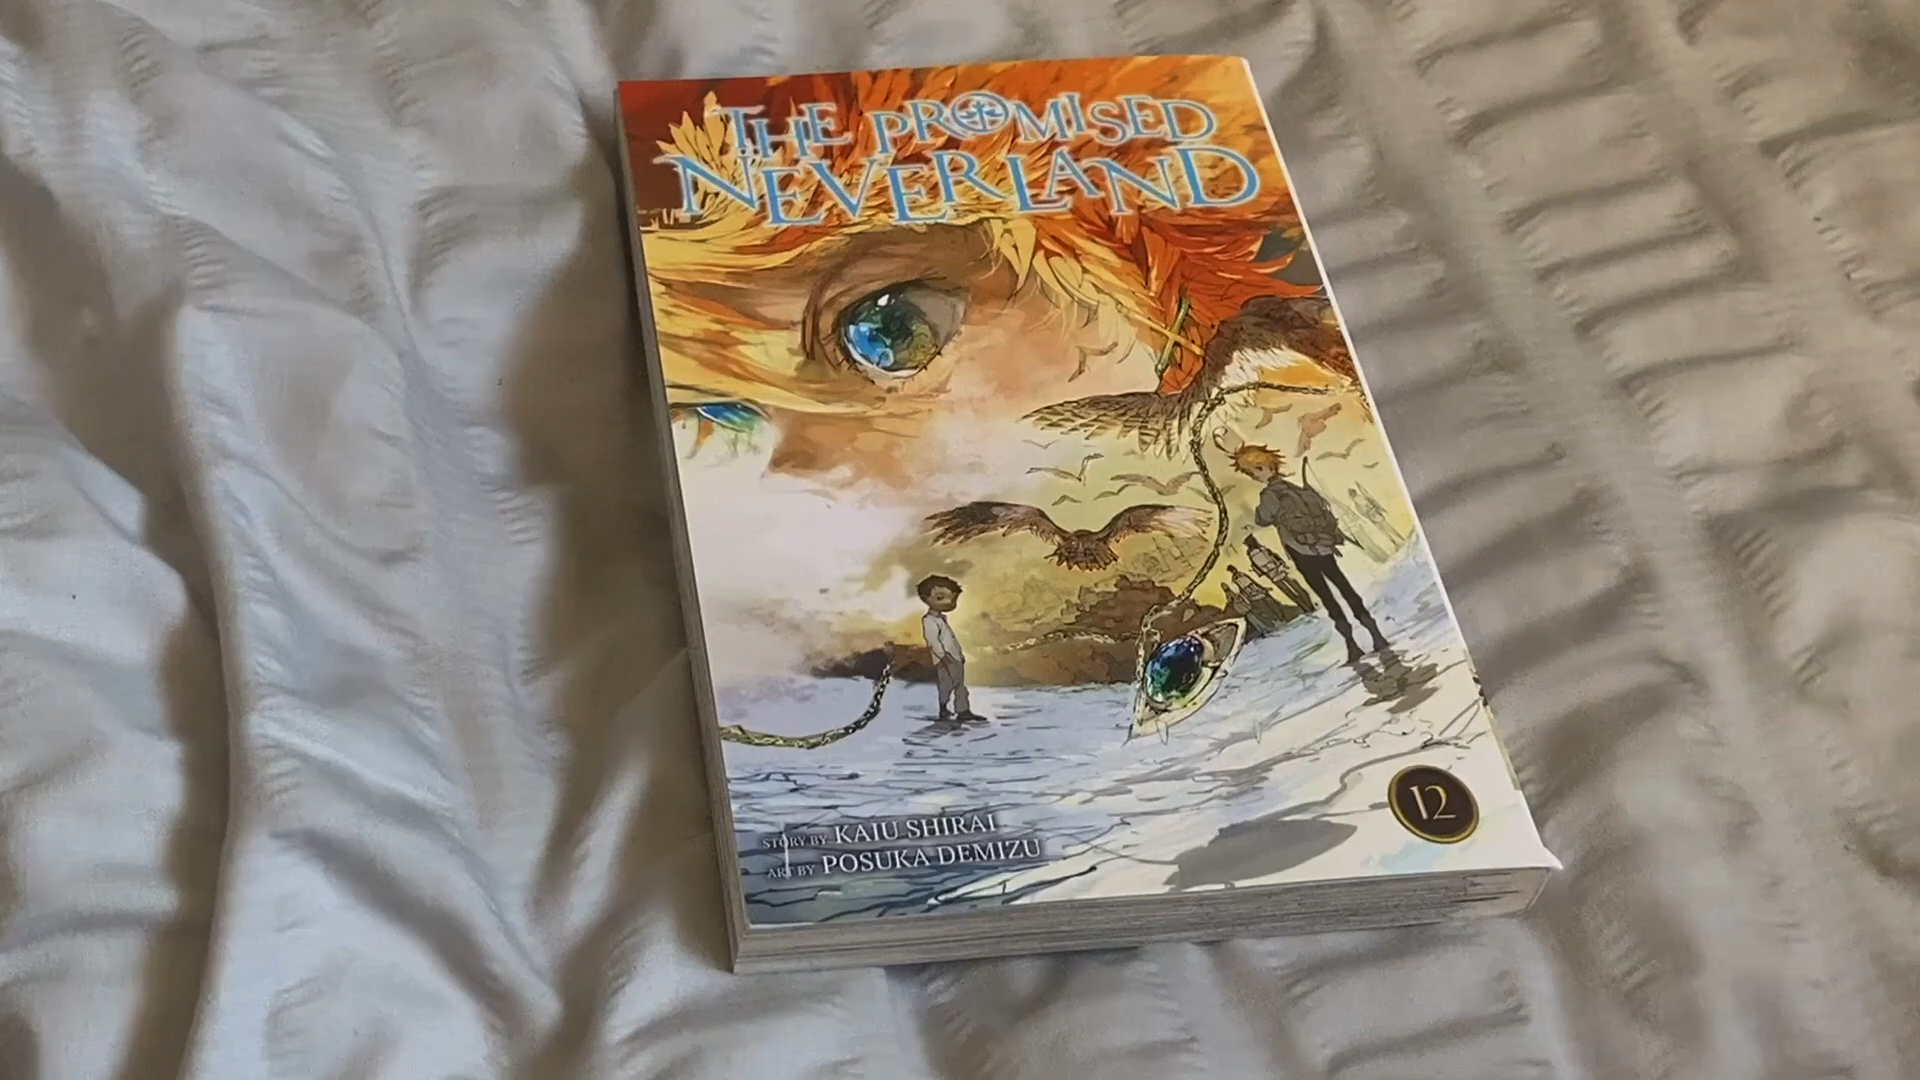 THE PROMISED
NEVERLAND
STORY BY KAIU SHIRAI
ART BY POSUKA DEMIZU
12